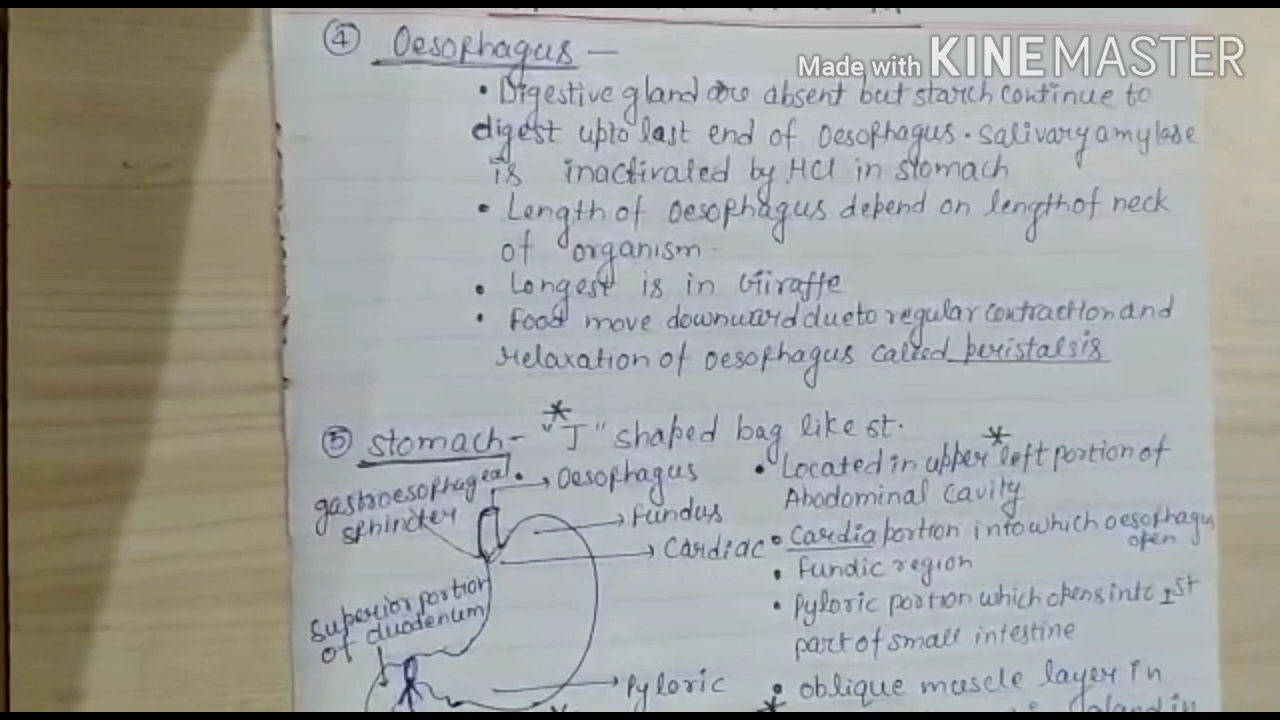 Made with KINEMASTER
④ Oesophagus —
• Digestive gland are absent but starch continue to
digest upto last end of oesophagus. salivary amylase
is inactivated by HCl in stomach
• Length of oesophagus depend on length of neck
of organism.
• Longest is in Giraffe
• Food move downward due to regular contraction and
relaxation of oesophagus called peristalsis
⑤ stomach - "J" shaped bag like st.
gastroesophageal
sphincter
Oesophagus
Fundus
Cardiac
superior portion
of duodenum
Pyloric
• Located in upper left portion of
Abodominal cavity
• Cardia portion into which oesophagus
open
• Fundic region
• Pyloric portion which opens into Ist
part of small intestine
• oblique muscle layer in